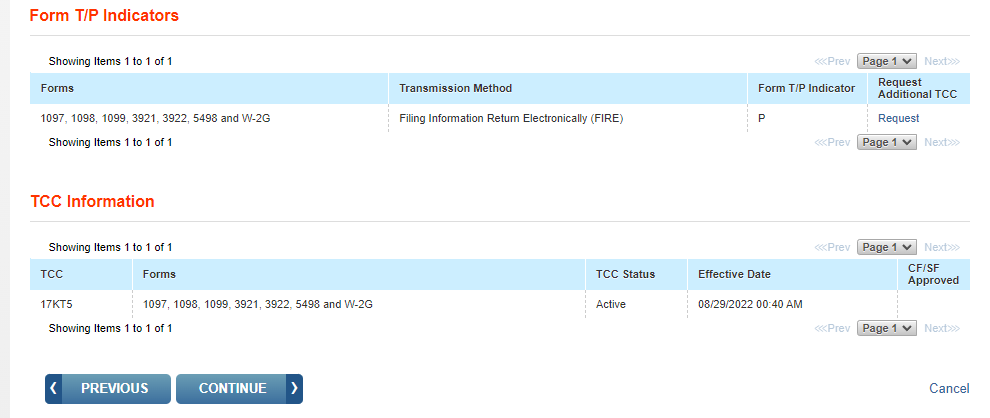 Form T/P Indicators
Showing Items 1 to 1 of 1
<<<Prev Page 1 Next>>>
Forms Transmission Method Form T/P Indicator Request Additional TCC
1097, 1098, 1099, 3921, 3922, 5498 and W-2G Filing Information Return Electronically (FIRE) P Request
Showing Items 1 to 1 of 1
<<<Prev Page 1 Next>>>
TCC Information
Showing Items 1 to 1 of 1
<<<Prev Page 1 Next>>>
TCC Forms TCC Status Effective Date CF/SF Approved
17KT5 1097, 1098, 1099, 3921, 3922, 5498 and W-2G Active 08/29/2022 00:40 AM
Showing Items 1 to 1 of 1
<<<Prev Page 1 Next>>>
PREVIOUS CONTINUE Cancel